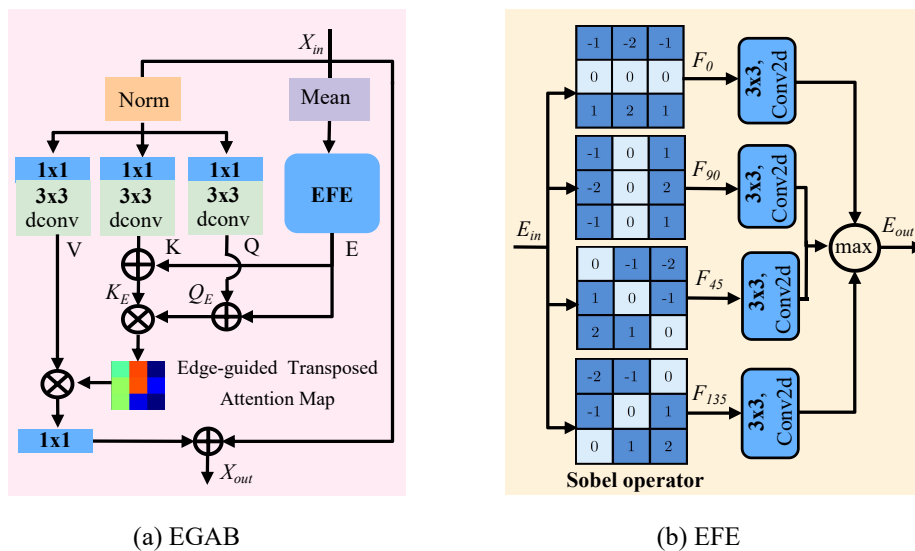 X_in
Norm
Mean
1x1
3x3
dconv
1x1
3x3
dconv
1x1
3x3
dconv
EFE
V
K
Q
E
K_E
Q_E
Edge-guided Transposed
Attention Map
1x1
X_out
(a) EGAB
E_in
-1 -2 -1
0 0 0
1 2 1
F_0
3x3,
Conv2d
-1 0 1
-2 0 2
-1 0 1
F_90
3x3,
Conv2d
0 -1 -2
1 0 -1
2 1 0
F_45
3x3,
Conv2d
-2 -1 0
-1 0 1
0 1 2
F_135
3x3,
Conv2d
max
E_out
Sobel operator
(b) EFE